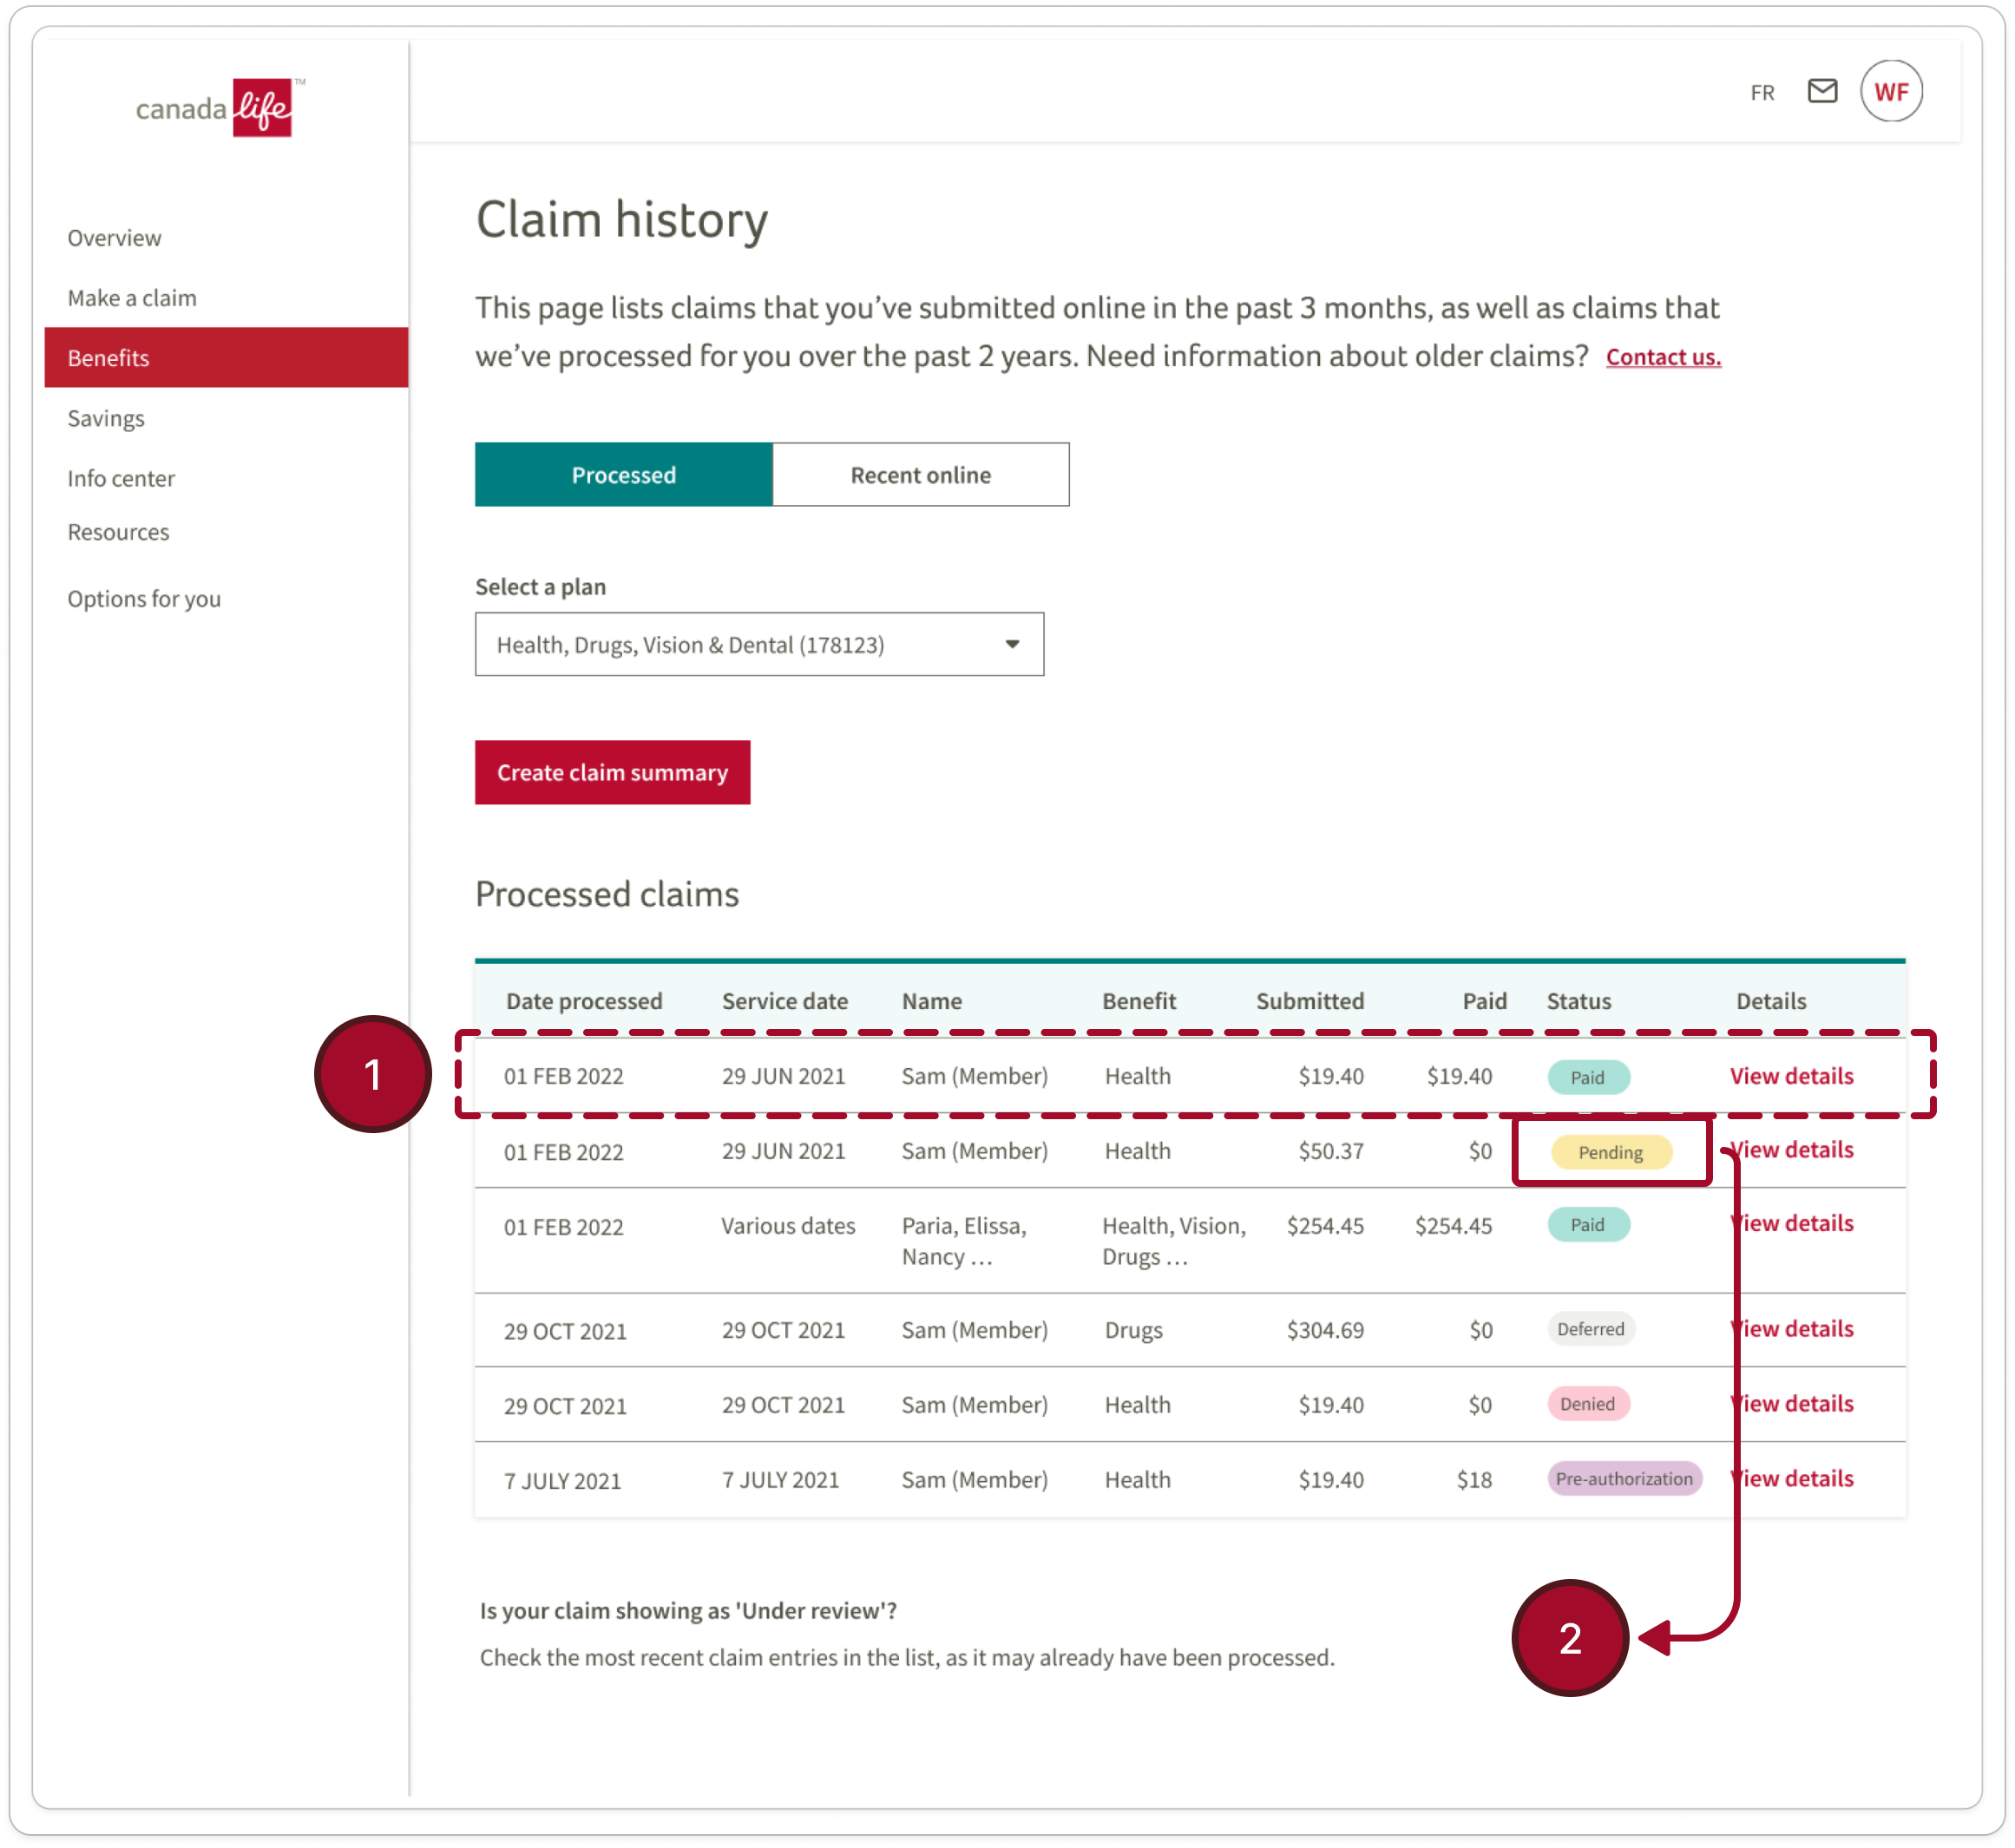 canada life ™
FR
WF
Overview
Make a claim
Benefits
Savings
Info center
Resources
Options for you
Claim history
This page lists claims that you’ve submitted online in the past 3 months, as well as claims that
we’ve processed for you over the past 2 years. Need information about older claims? Contact us.
Processed
Recent online
Select a plan
Health, Drugs, Vision & Dental (178123)
Create claim summary
Processed claims
Date processed Service date Name Benefit Submitted Paid Status Details
1
01 FEB 2022 29 JUN 2021 Sam (Member) Health $19.40 $19.40 Paid View details
01 FEB 2022 29 JUN 2021 Sam (Member) Health $50.37 $0 Pending View details
01 FEB 2022 Various dates Paria, Elissa, Health, Vision, $254.45 $254.45 Paid View details
Nancy ... Drugs ...
29 OCT 2021 29 OCT 2021 Sam (Member) Drugs $304.69 $0 Deferred View details
29 OCT 2021 29 OCT 2021 Sam (Member) Health $19.40 $0 Denied View details
7 JULY 2021 7 JULY 2021 Sam (Member) Health $19.40 $18 Pre-authorization View details
Is your claim showing as 'Under review'?
Check the most recent claim entries in the list, as it may already have been processed.
2